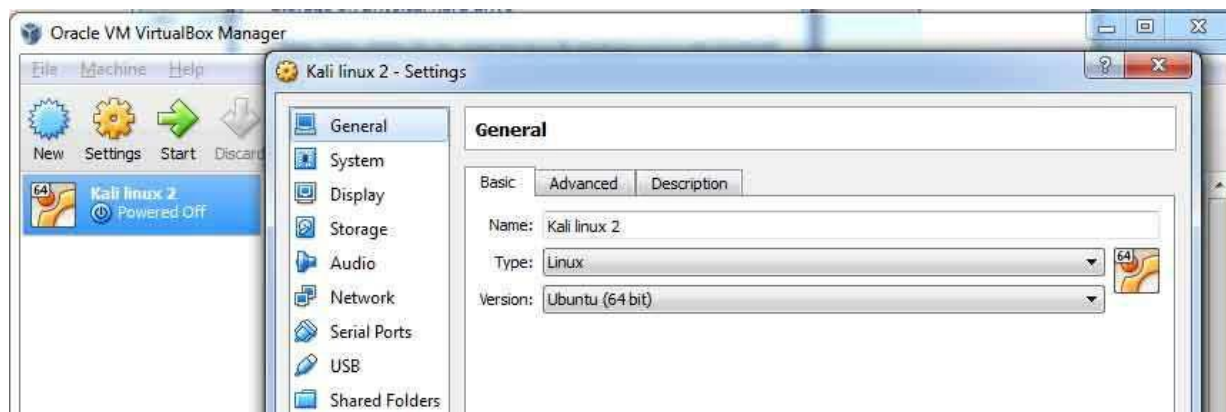 Oracle VM VirtualBox Manager
File Machine Help
New Settings Start Discard
64
Kali linux 2
Powered Off
Kali linux 2 - Settings
General
System
Display
Storage
Audio
Network
Serial Ports
USB
Shared Folders
General
Basic Advanced Description
Name: Kali linux 2
Type: Linux
64
Version: Ubuntu (64 bit)